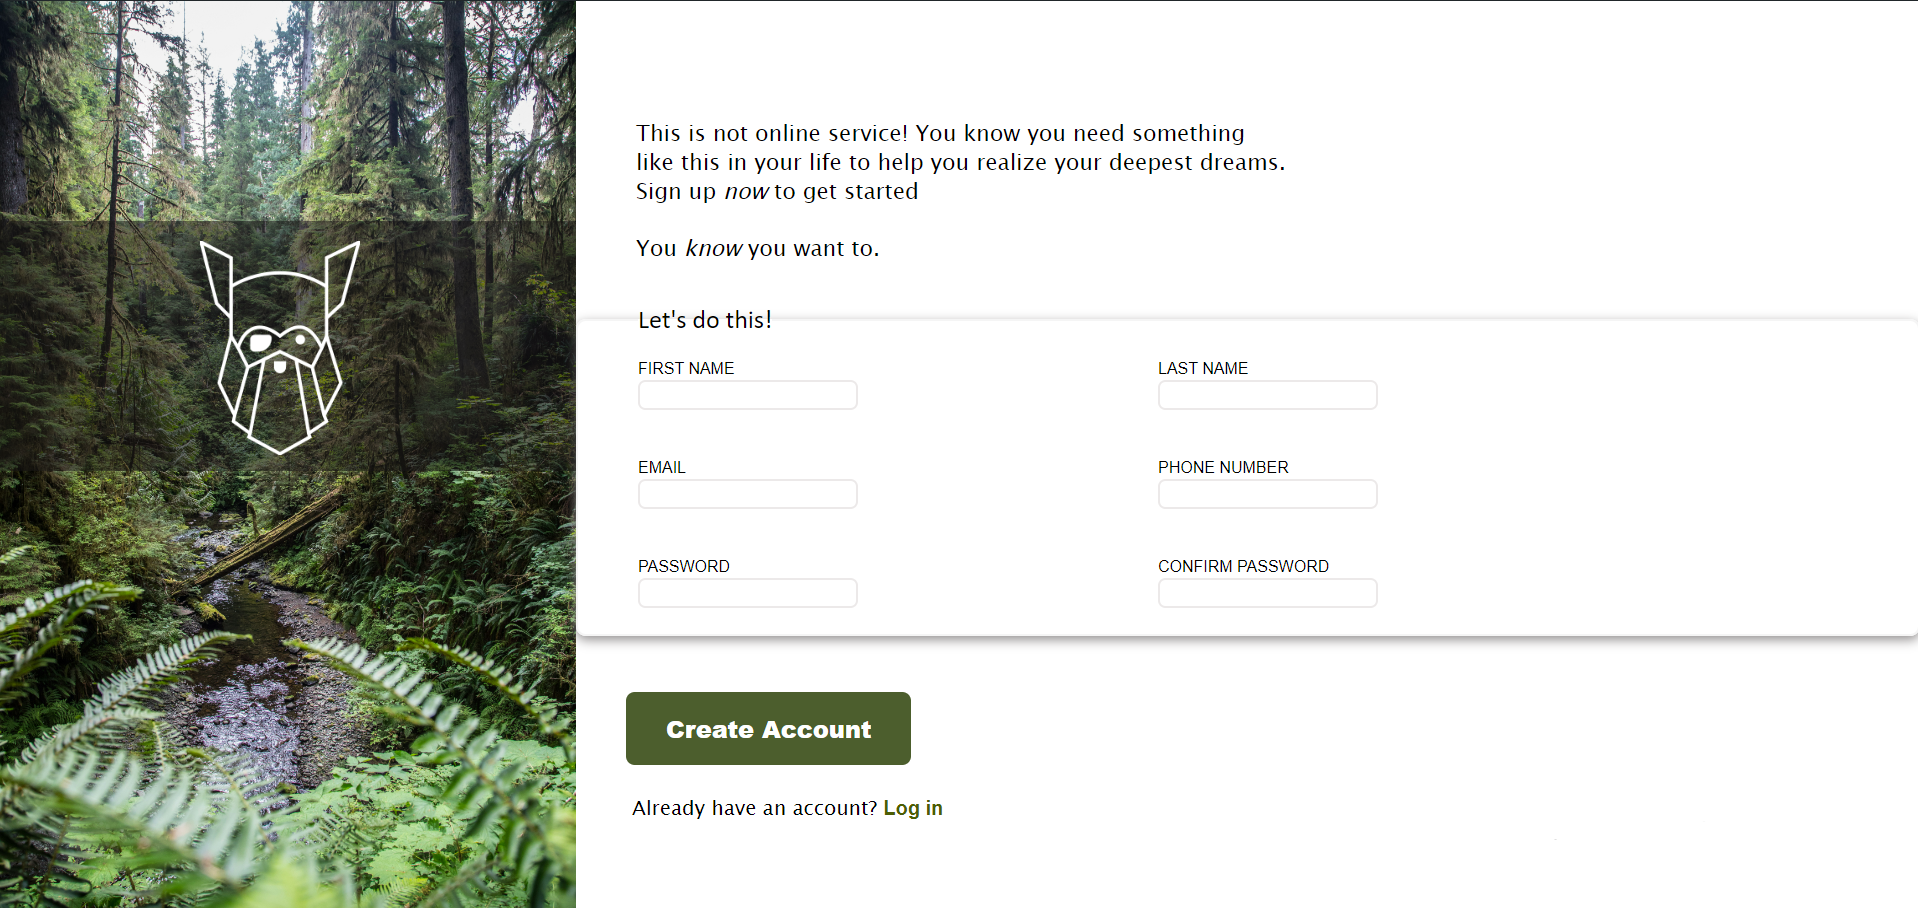 This is not online service! You know you need something
like this in your life to help you realize your deepest dreams.
Sign up now to get started
You know you want to.
Let's do this!
FIRST NAME
LAST NAME
EMAIL
PHONE NUMBER
PASSWORD
CONFIRM PASSWORD
Create Account
Already have an account? Log in